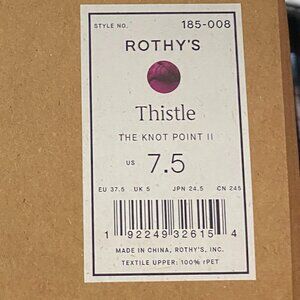 STYLE NO. 185-008
ROTHY'S
Thistle
THE KNOT POINT II
US 7.5
EU 37.5 UK 5 JPN 24.5 CN 245
1 92249 32615 4
MADE IN CHINA, ROTHY'S, INC.
TEXTILE UPPER: 100% rPET